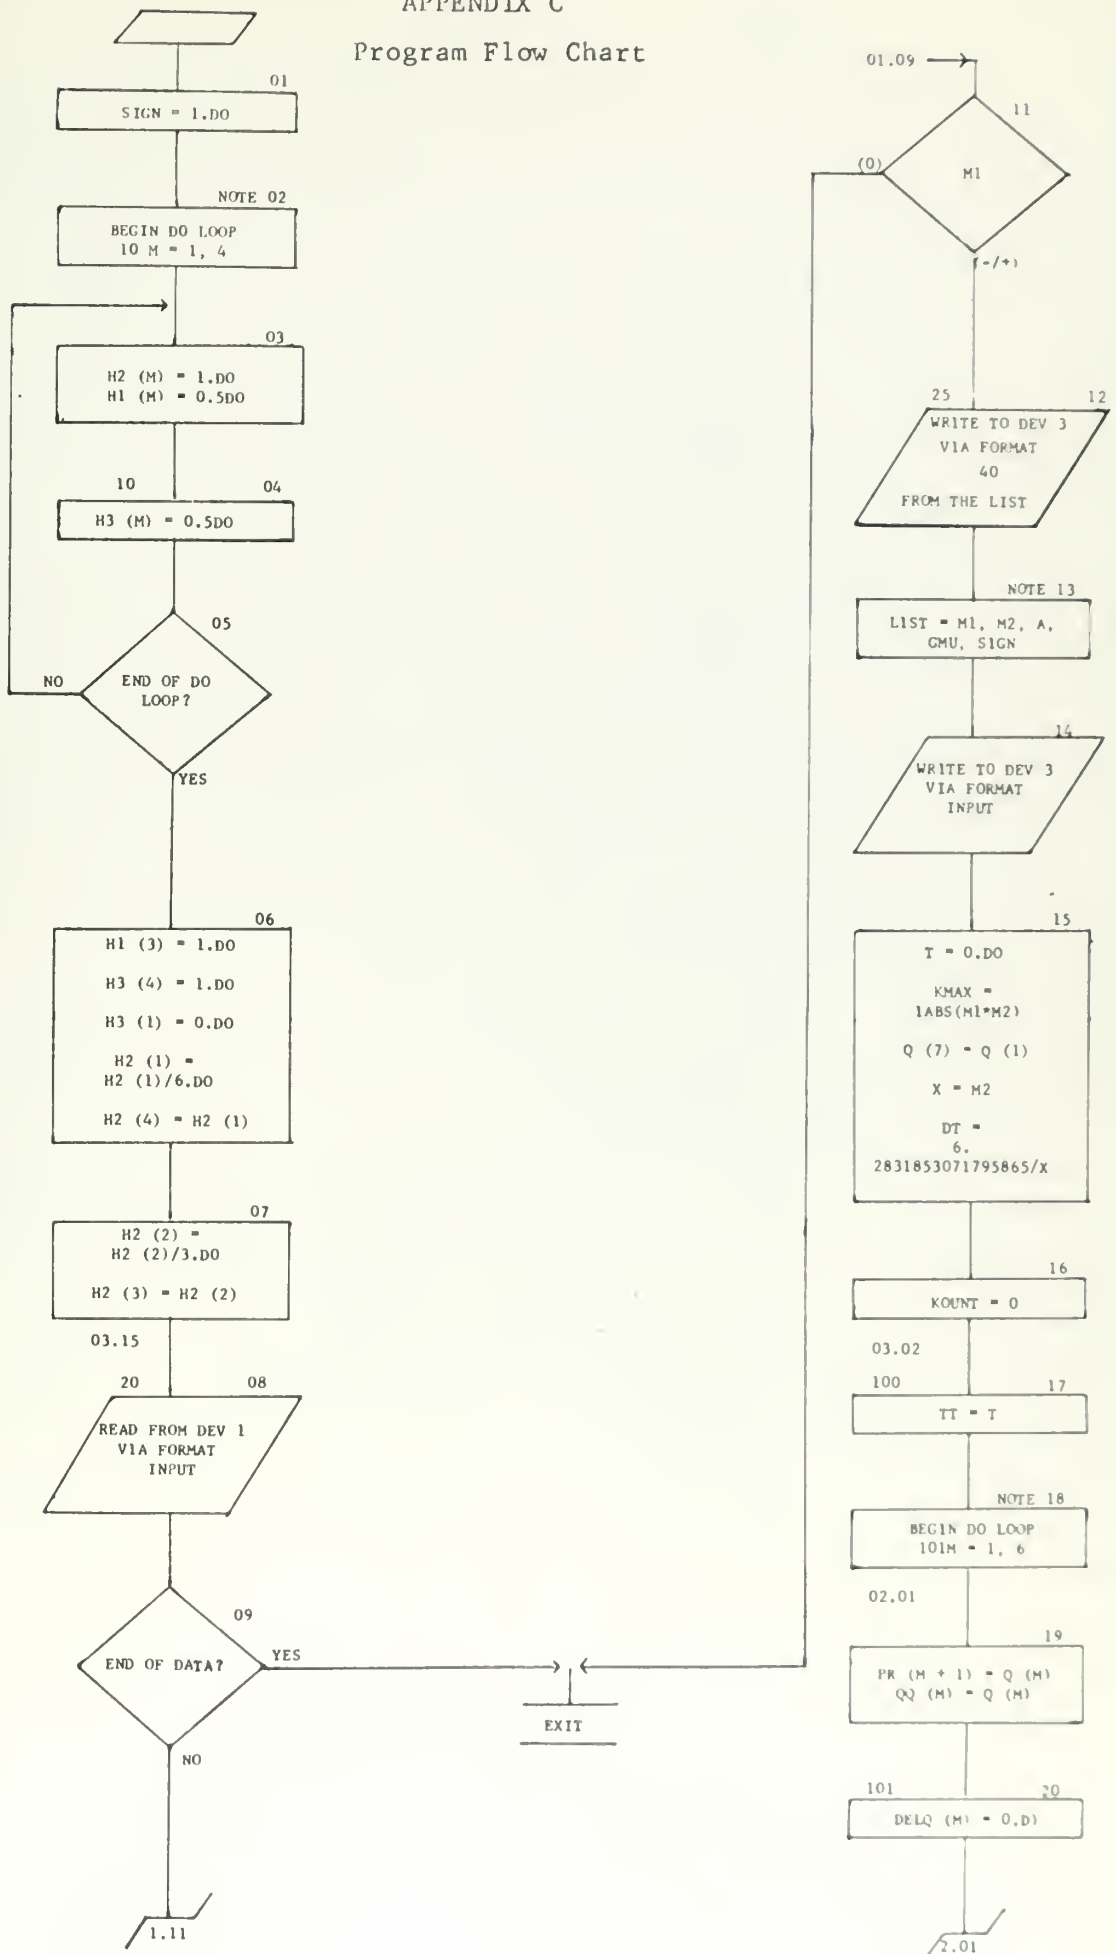 APPENDIX C
Program Flow Chart
01
SIGN = 1.DO
NOTE 02
BEGIN DO LOOP
10 M = 1, 4
03
H2 (M) = 1.DO
H1 (M) = 0.5DO
10 04
H3 (M) = 0.5DO
05
END OF DO
LOOP?
NO
YES
06
H1 (3) = 1.DO
H3 (4) = 1.DO
H3 (1) = 0.DO
H2 (1) =
H2 (1)/6.DO
H2 (4) = H2 (1)
07
H2 (2) =
H2 (2)/3.DO
H2 (3) = H2 (2)
03.15
20 08
READ FROM DEV 1
VIA FORMAT
INPUT
09
END OF DATA?
YES
NO
1.11
EXIT
01.09
11
(0)
M1
(-/+)
25 12
WRITE TO DEV 3
VIA FORMAT
40
FROM THE LIST
NOTE 13
LIST = M1, M2, A,
GMU, SIGN
14
WRITE TO DEV 3
VIA FORMAT
INPUT
15
T = 0.DO
KMAX =
IABS(M1*M2)
Q (7) = Q (1)
X = M2
DT =
6.
2831853071795865/X
16
KOUNT = 0
03.02
100 17
TT = T
NOTE 18
BEGIN DO LOOP
101M = 1, 6
02.01
19
PR (M + 1) = Q (M)
QQ (M) = Q (M)
101 20
DELQ (M) = 0.D)
2.01